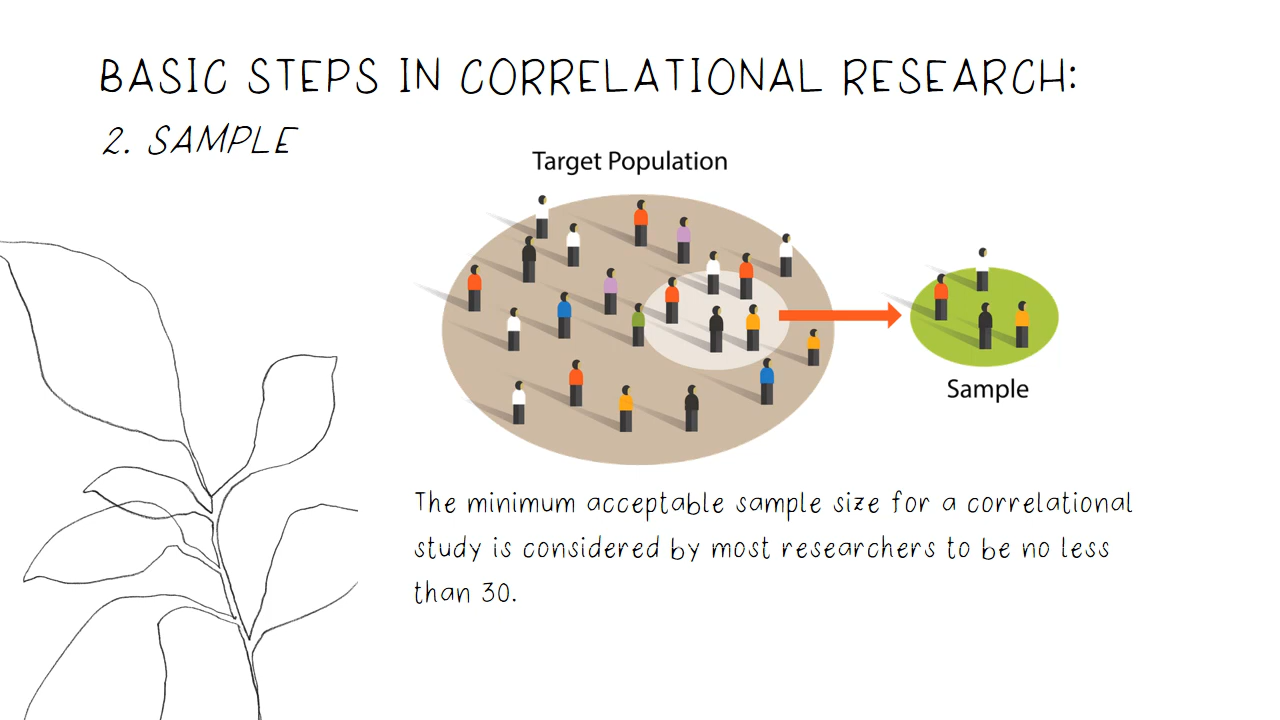 BASIC STEPS IN CORRELATIONAL RESEARCH:
2. SAMPLE
Target Population
Sample
The minimum acceptable sample size for a correlational
study is considered by most researchers to be no less
than 30.